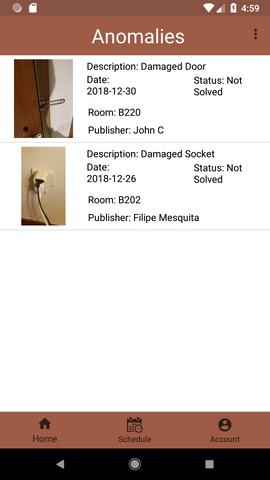 4:59
Anomalies
Description: Damaged Door
Date:
2018-12-30
Status: Not
Solved
Room: B220
Publisher: John C
Description: Damaged Socket
Date:
2018-12-26
Status: Not
Solved
Room: B202
Publisher: Filipe Mesquita
Home
Schedule
Account